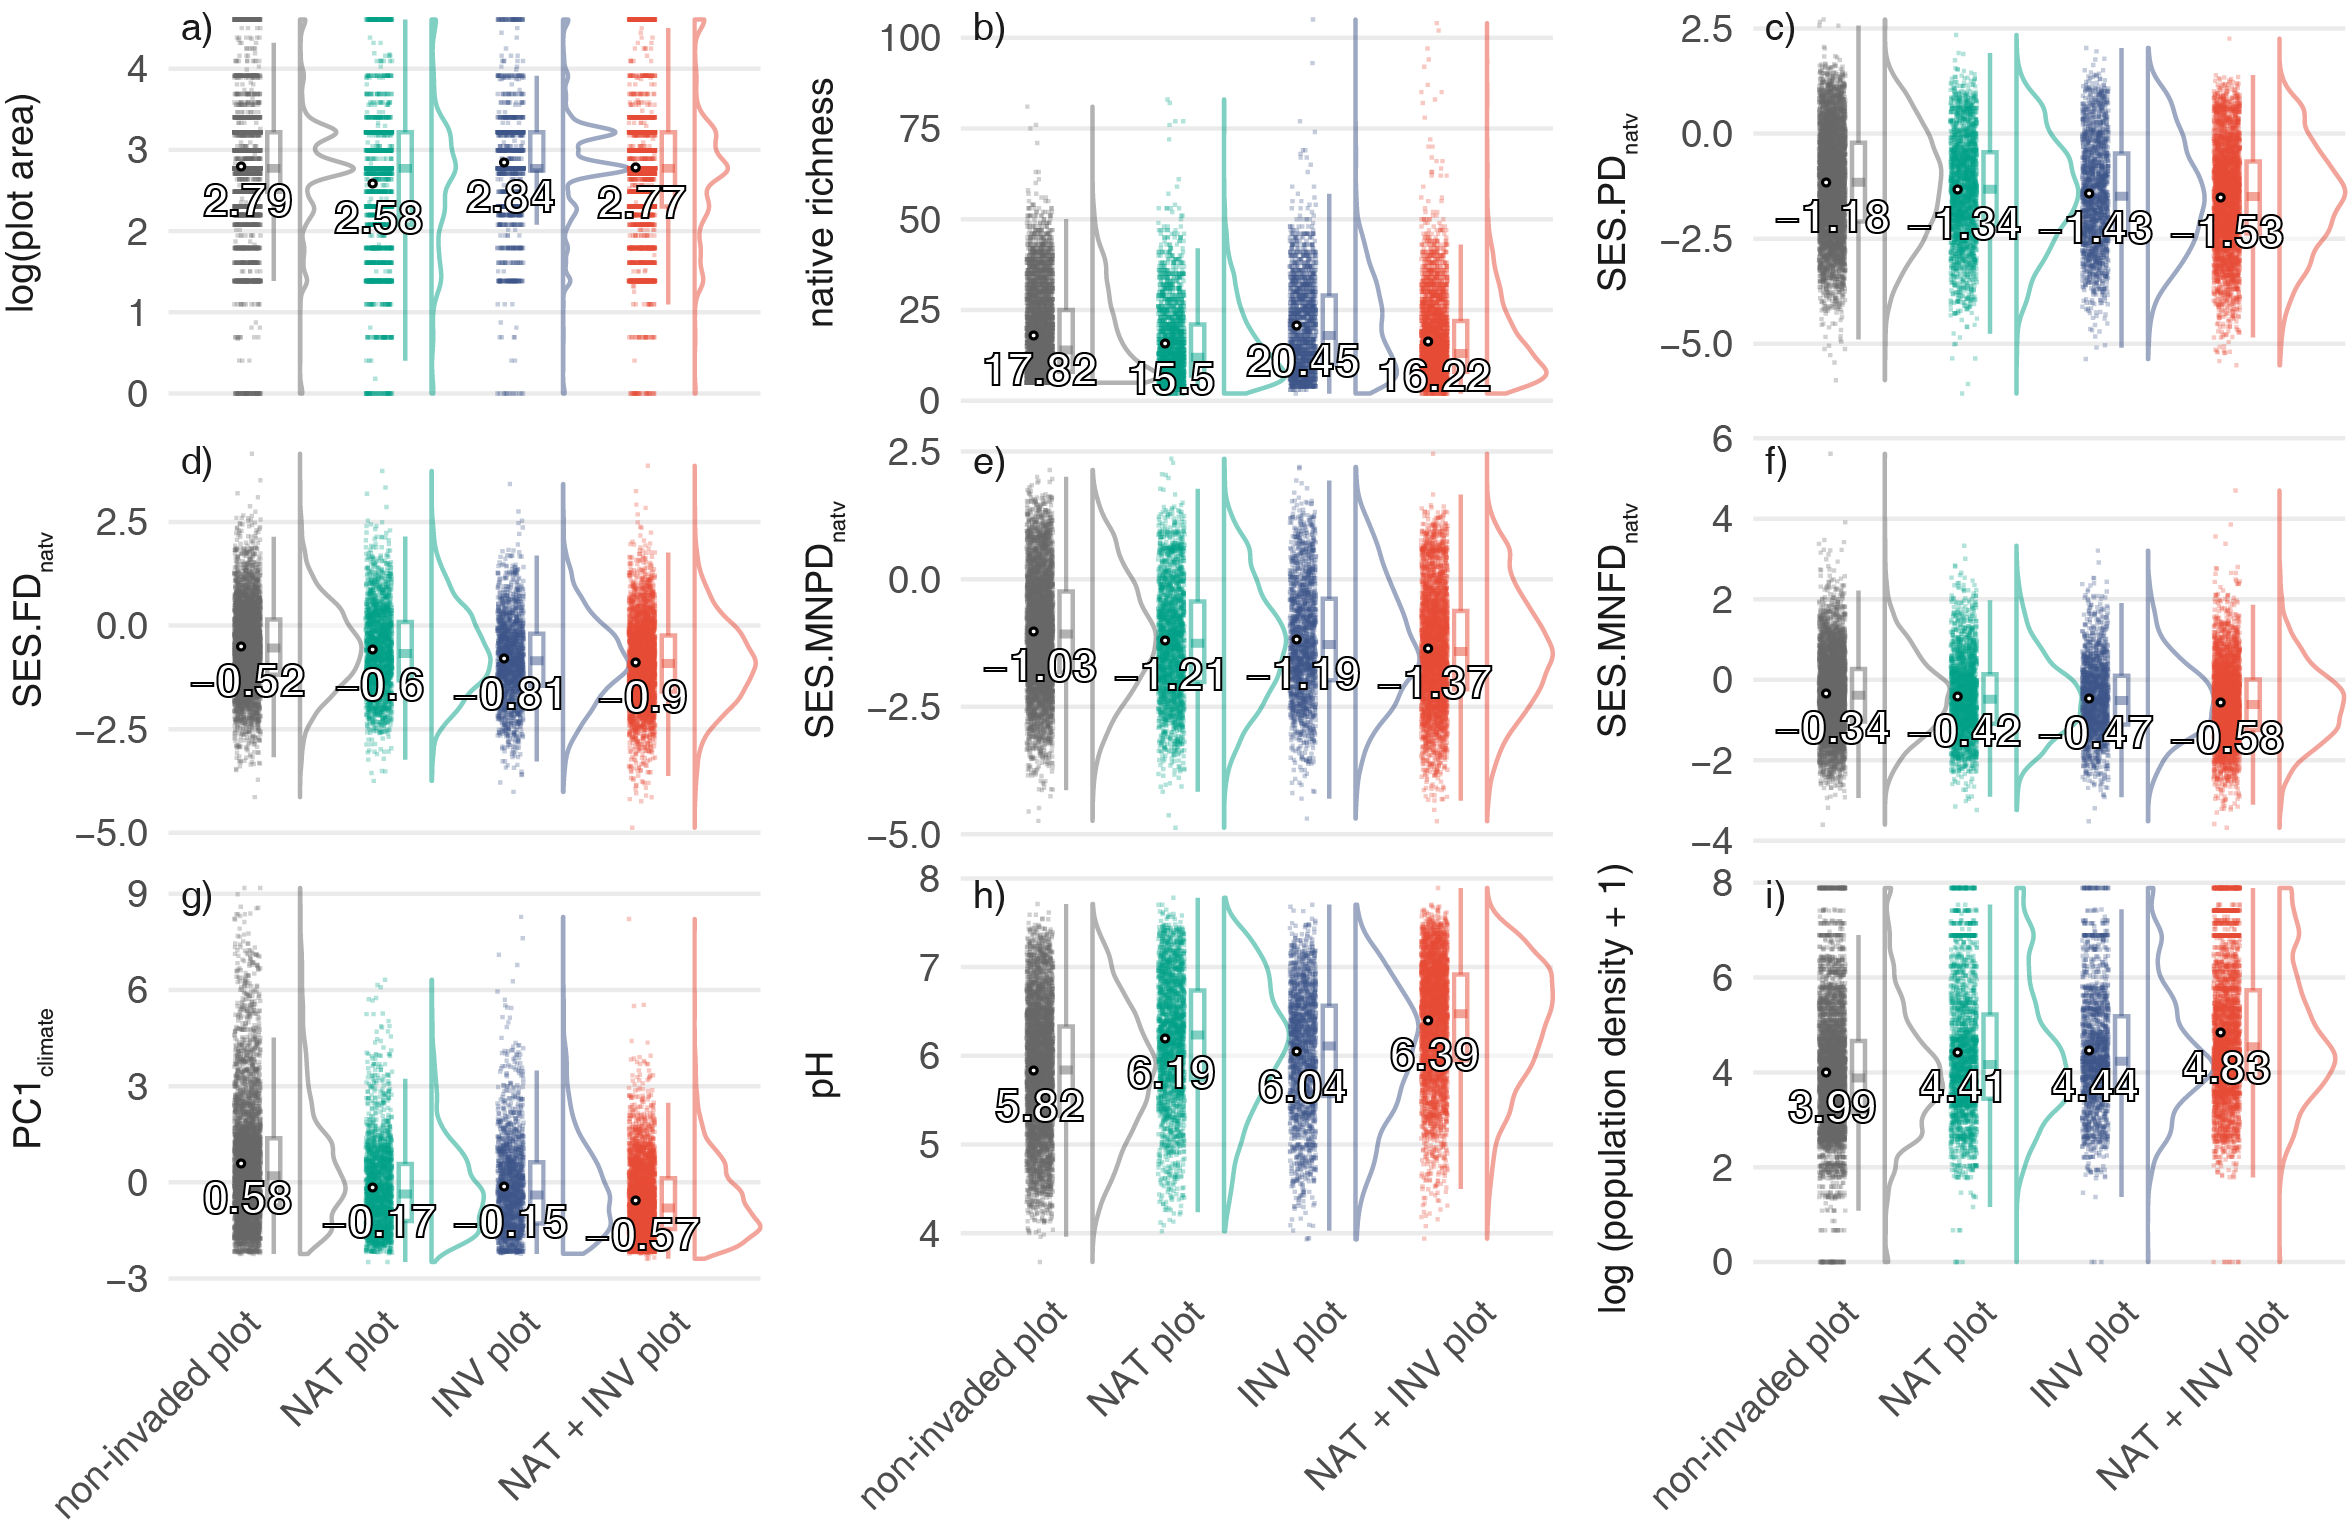 a)
log(plot area)
4
3
2
1
0
2.79
2.58
2.84
2.77
b)
native richness
100
75
50
25
0
17.82
15.5
20.45
16.22
c)
SES.PDnatv
2.5
0.0
−2.5
−5.0
−1.18
−1.34
−1.43
−1.53
d)
SES.FDnatv
2.5
0.0
−2.5
−5.0
−0.52
−0.6
−0.81
−0.9
e)
SES.MNPDnatv
2.5
0.0
−2.5
−5.0
−1.03
−1.21
−1.19
−1.37
f)
SES.MNFDnatv
6
4
2
0
−2
−4
−0.34
−0.42
−0.47
−0.58
g)
PC1climate
9
6
3
0
−3
0.58
−0.17
−0.15
−0.57
h)
pH
8
7
6
5
4
5.82
6.19
6.04
6.39
i)
log (population density + 1)
8
6
4
2
0
3.99
4.41
4.44
4.83
non-invaded plot
NAT plot
INV plot
NAT + INV plot
non-invaded plot
NAT plot
INV plot
NAT + INV plot
non-invaded plot
NAT plot
INV plot
NAT + INV plot